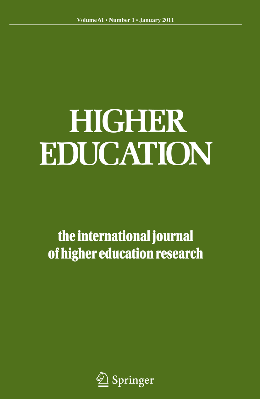 Volume 61 • Number 1 • January 2011
HIGHER
EDUCATION
the international journal
of higher education research
Springer